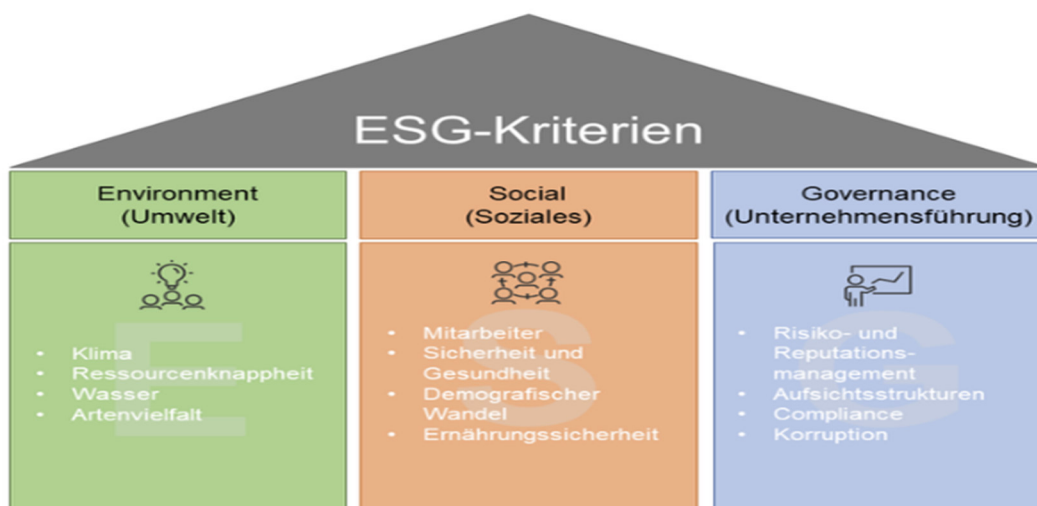 ESG-Kriterien
Environment
(Umwelt)
E
• Klima
• Ressourcenknappheit
• Wasser
• Artenvielfalt
Social
(Soziales)
S
• Mitarbeiter
• Sicherheit und
Gesundheit
• Demografischer
Wandel
• Ernährungssicherheit
Governance
(Unternehmensführung)
G
• Risiko- und
Reputations-
management
• Aufsichtsstrukturen
• Compliance
• Korruption